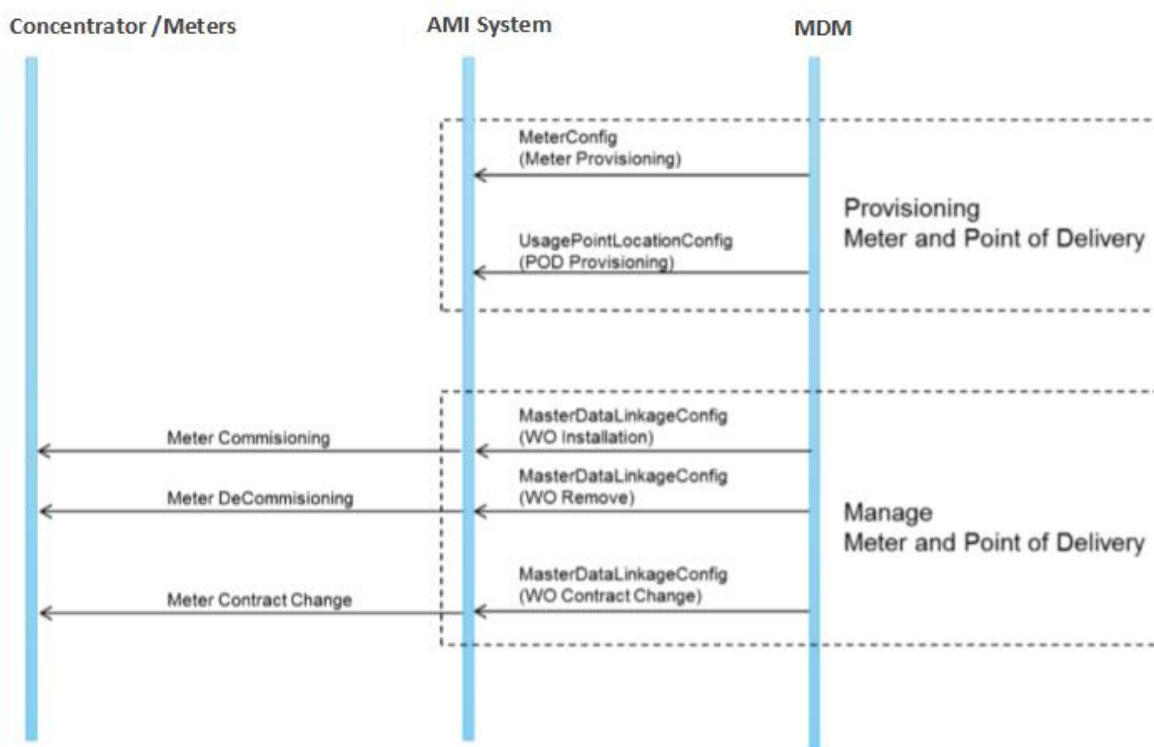 Concentrator /Meters
AMI System
MDM
MeterConfig
(Meter Provisioning)
UsagePointLocationConfig
(POD Provisioning)
Provisioning
Meter and Point of Delivery
MasterDataLinkageConfig
(WO Installation)
Meter Commisioning
MasterDataLinkageConfig
(WO Remove)
Meter DeCommisioning
Manage
Meter and Point of Delivery
MasterDataLinkageConfig
(WO Contract Change)
Meter Contract Change